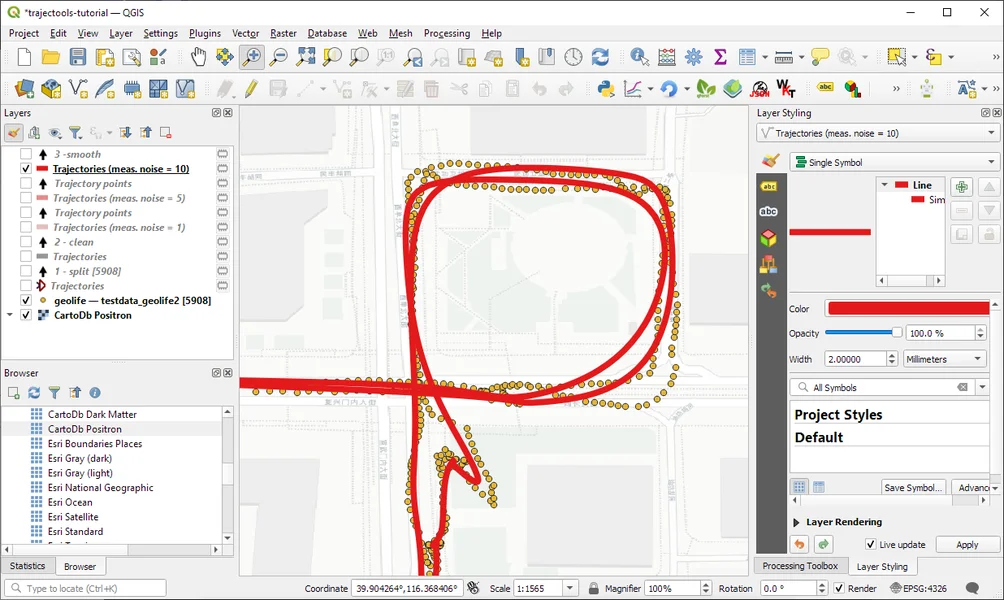 *trajectools-tutorial — QGIS
Project Edit View Layer Settings Plugins Vector Raster Database Web Mesh Processing Help
Layers
3 -smooth
Trajectories (meas. noise = 10)
Trajectory points
Trajectories (meas. noise = 5)
Trajectory points
Trajectories (meas. noise = 1)
2 - clean
Trajectories
1 - split [5908]
Trajectories
geolife — testdata_geolife2 [5908]
CartoDb Positron
Browser
CartoDb Dark Matter
CartoDb Positron
Esri Boundaries Places
Esri Gray (dark)
Esri Gray (light)
Esri National Geographic
Esri Ocean
Esri Satellite
Esri Standard
Statistics Browser
复兴门内大街
Layer Styling
Trajectories (meas. noise = 10)
Single Symbol
Line
Sim
Color
Opacity 100.0 %
Width 2.00000 Millimeters
All Symbols
Project Styles
Default
Save Symbol... Advanc
Layer Rendering
Live update Apply
Processing Toolbox Layer Styling
Type to locate (Ctrl+K) Coordinate 39.904264°,116.368406° Scale 1:1565 Magnifier 100% Rotation 0.0 ° Render EPSG:4326